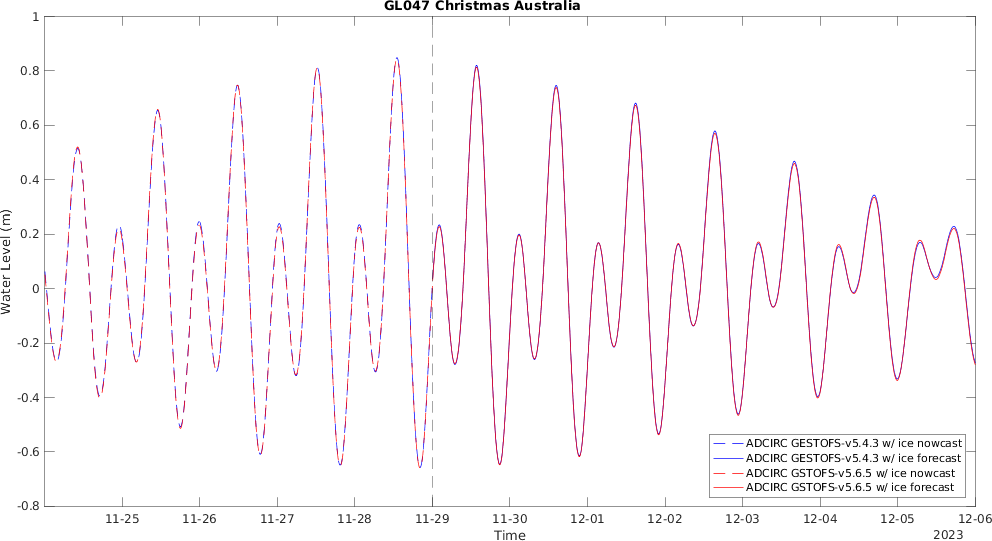 GL047 Christmas Australia
1
0.8
0.6
0.4
0.2
0
-0.2
-0.4
-0.6
-0.8
Water Level (m)
11-25 11-26 11-27 11-28 11-29 11-30 12-01 12-02 12-03 12-04 12-05 12-06
Time
2023
ADCIRC GESTOFS-v5.4.3 w/ ice nowcast
ADCIRC GESTOFS-v5.4.3 w/ ice forecast
ADCIRC GSTOFS-v5.6.5 w/ ice nowcast
ADCIRC GSTOFS-v5.6.5 w/ ice forecast